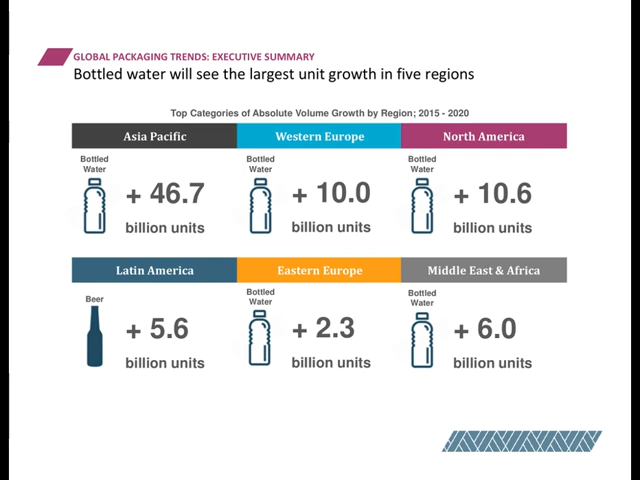 GLOBAL PACKAGING TRENDS: EXECUTIVE SUMMARY
Bottled water will see the largest unit growth in five regions
Top Categories of Absolute Volume Growth by Region; 2015 - 2020
Asia Pacific
Western Europe
North America
Bottled
Water
+ 46.7
billion units
Bottled
Water
+ 10.0
billion units
Bottled
Water
+ 10.6
billion units
Latin America
Eastern Europe
Middle East & Africa
Beer
+ 5.6
billion units
Bottled
Water
+ 2.3
billion units
Bottled
Water
+ 6.0
billion units